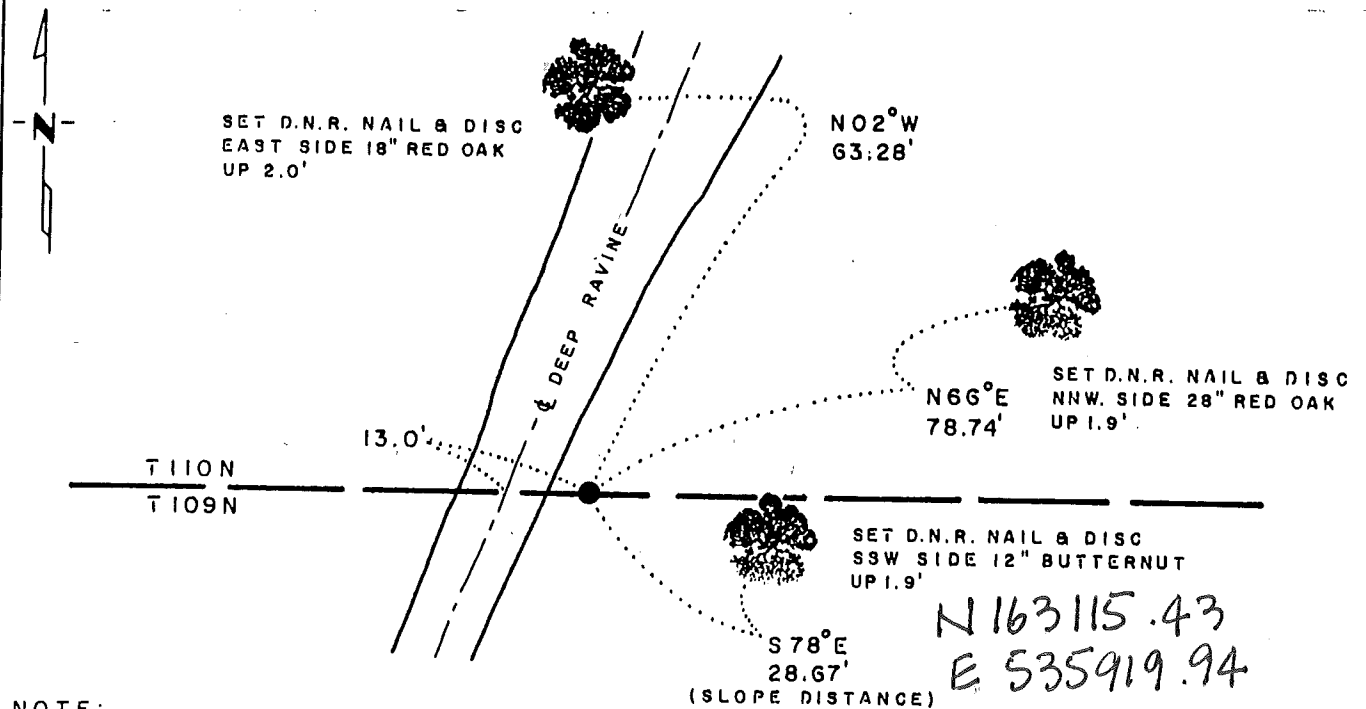 N
SET D.N.R. NAIL & DISC
EAST SIDE 18" RED OAK
UP 2.0'
N02°W
63.28'
℄ DEEP RAVINE
N66°E
78.74'
SET D.N.R. NAIL & DISC
NNW. SIDE 28" RED OAK
UP 1.9'
13.0'
T110N
T109N
SET D.N.R. NAIL & DISC
SSW SIDE 12" BUTTERNUT
UP 1.9'
S78°E
28.67'
(SLOPE DISTANCE)
N 163115.43
E 535919.94
NOTE: